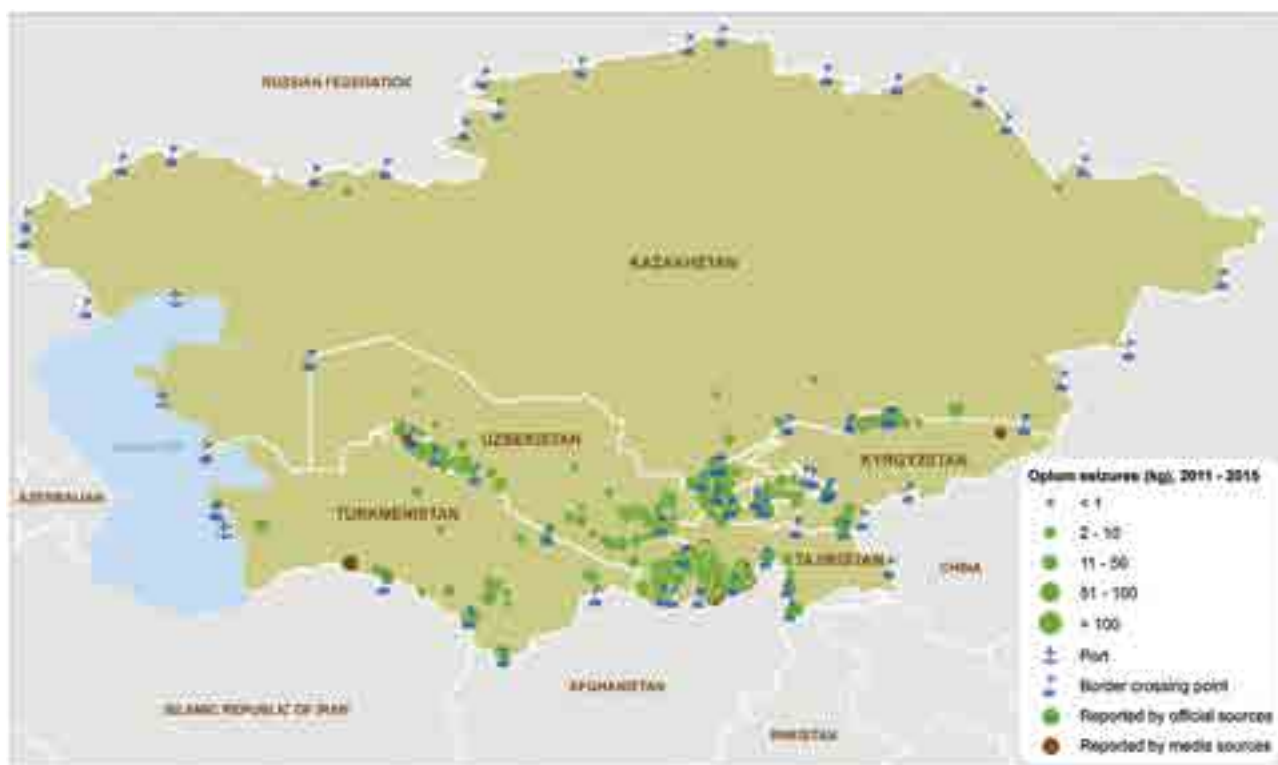 RUSSIAN FEDERATION
KAZAKHSTAN
UZBEKISTAN
KYRGYZSTAN
AZERBAIJAN
TURKMENISTAN
TAJIKISTAN
CHINA
AFGHANISTAN
ISLAMIC REPUBLIC OF IRAN
PAKISTAN
Opium seizures (kg), 2011 - 2015
< 1
2 - 10
11 - 50
51 - 100
> 100
Port
Border crossing point
Reported by official sources
Reported by media sources